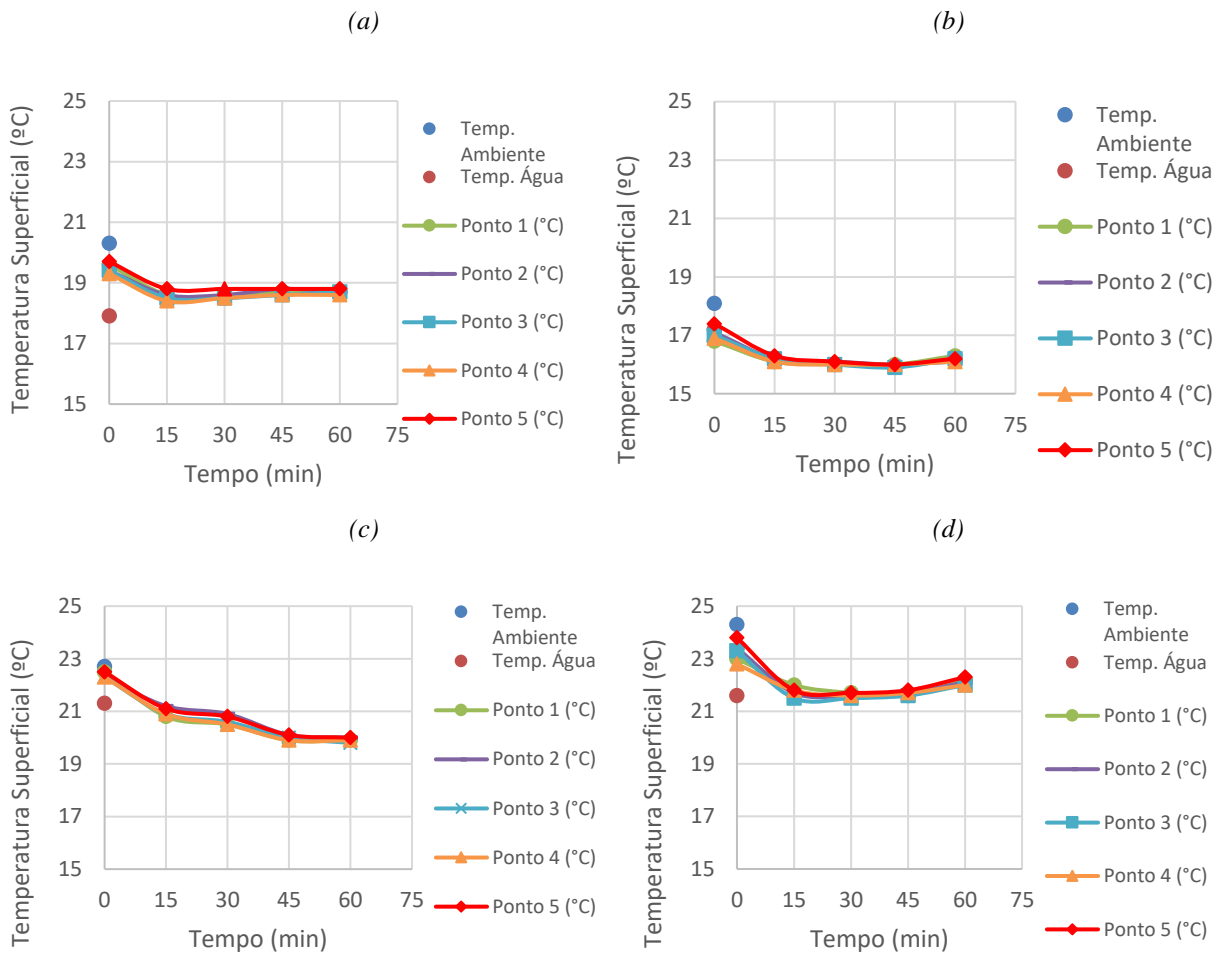 (a)
Temperatura Superficial (ºC)
25
23
21
19
17
15
0 15 30 45 60 75
Tempo (min)
Temp.
Ambiente
Temp. Água
Ponto 1 (°C)
Ponto 2 (°C)
Ponto 3 (°C)
Ponto 4 (°C)
Ponto 5 (°C)
(b)
Temperatura Superficial (ºC)
25
23
21
19
17
15
0 15 30 45 60 75
Tempo (min)
Temp.
Ambiente
Temp. Água
Ponto 1 (°C)
Ponto 2 (°C)
Ponto 3 (°C)
Ponto 4 (°C)
Ponto 5 (°C)
(c)
Temperatura Superficial (ºC)
25
23
21
19
17
15
0 15 30 45 60 75
Tempo (min)
Temp.
Ambiente
Temp. Água
Ponto 1 (°C)
Ponto 2 (°C)
Ponto 3 (°C)
Ponto 4 (°C)
Ponto 5 (°C)
(d)
Temperatura Superficial (ºC)
25
23
21
19
17
15
0 15 30 45 60 75
Tempo (min)
Temp.
Ambiente
Temp. Água
Ponto 1 (°C)
Ponto 2 (°C)
Ponto 3 (°C)
Ponto 4 (°C)
Ponto 5 (°C)